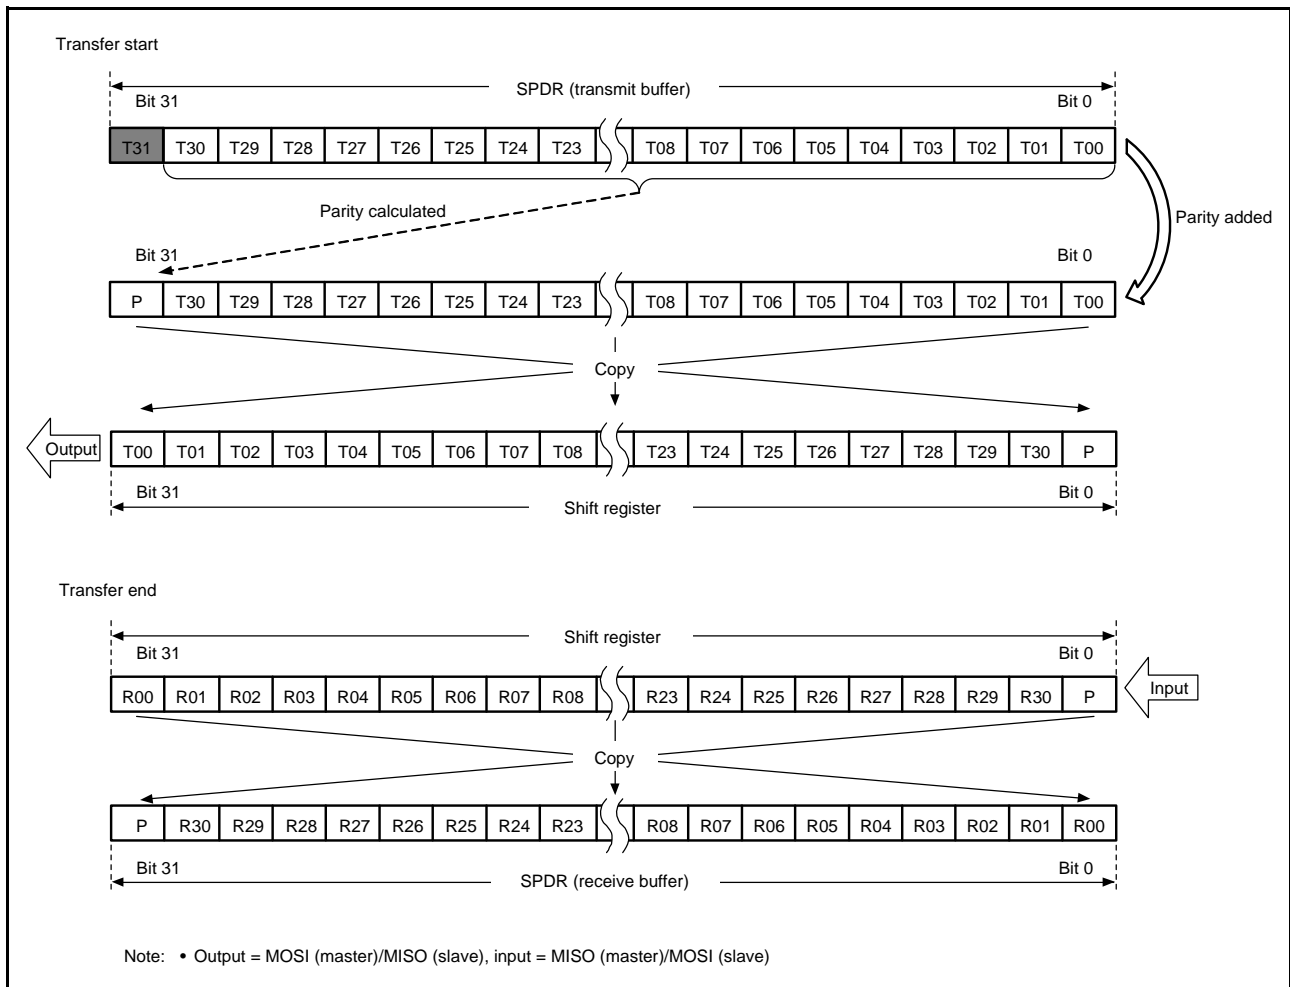 Transfer start
SPDR (transmit buffer)
Bit 31 Bit 0
T31 T30 T29 T28 T27 T26 T25 T24 T23 T08 T07 T06 T05 T04 T03 T02 T01 T00
Parity calculated
Parity added
Bit 31 Bit 0
P T30 T29 T28 T27 T26 T25 T24 T23 T08 T07 T06 T05 T04 T03 T02 T01 T00
Copy
Output T00 T01 T02 T03 T04 T05 T06 T07 T08 T23 T24 T25 T26 T27 T28 T29 T30 P
Bit 31 Bit 0
Shift register
Transfer end
Shift register
Bit 31 Bit 0
R00 R01 R02 R03 R04 R05 R06 R07 R08 R23 R24 R25 R26 R27 R28 R29 R30 P Input
Copy
P R30 R29 R28 R27 R26 R25 R24 R23 R08 R07 R06 R05 R04 R03 R02 R01 R00
Bit 31 Bit 0
SPDR (receive buffer)
Note: • Output = MOSI (master)/MISO (slave), input = MISO (master)/MOSI (slave)